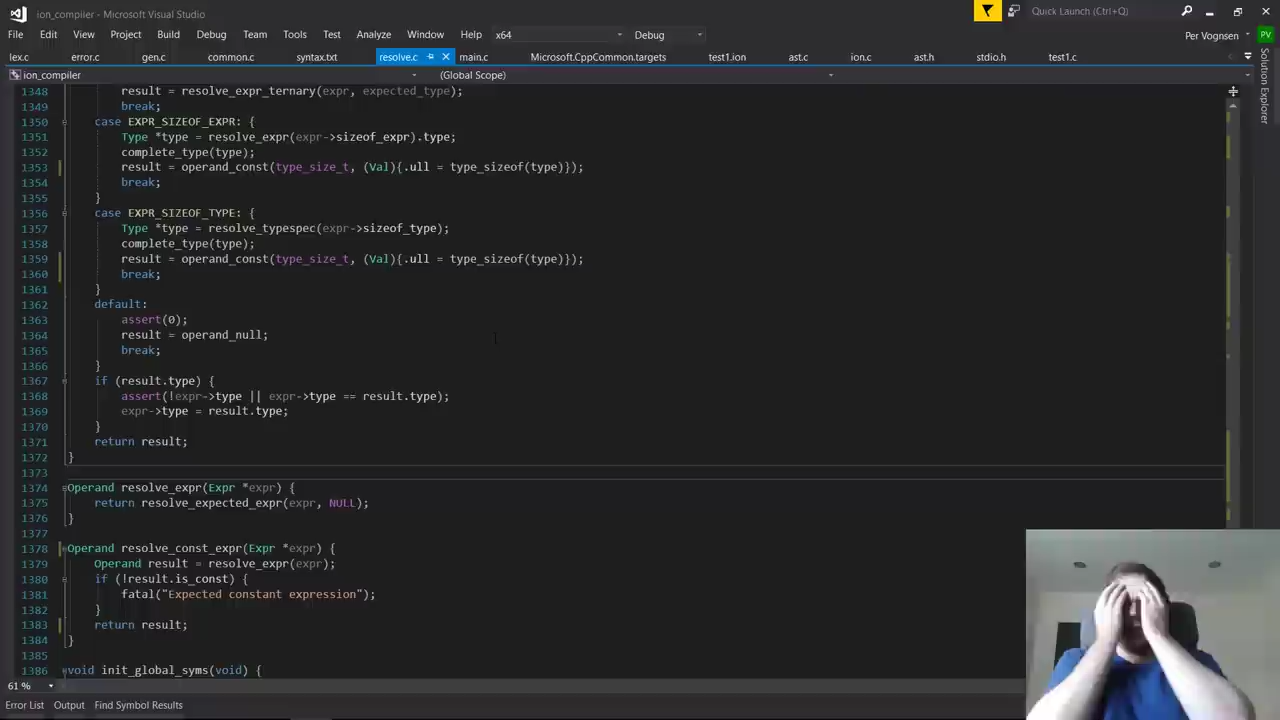 ion_compiler - Microsoft Visual Studio
Quick Launch (Ctrl+Q)
File Edit View Project Build Debug Team Tools Test Analyze Window Help x64 Debug Per Vognsen PV
lex.c error.c gen.c common.c syntax.txt resolve.c main.c Microsoft.CppCommon.targets test1.ion ast.c ion.c ast.h stdio.h test1.c
ion_compiler (Global Scope)
Solution Explorer
1348 result = resolve_expr_ternary(expr, expected_type);
1349 break;
1350 case EXPR_SIZEOF_EXPR: {
1351 Type *type = resolve_expr(expr->sizeof_expr).type;
1352 complete_type(type);
1353 result = operand_const(type_size_t, (Val){.ull = type_sizeof(type)});
1354 break;
1355 }
1356 case EXPR_SIZEOF_TYPE: {
1357 Type *type = resolve_typespec(expr->sizeof_type);
1358 complete_type(type);
1359 result = operand_const(type_size_t, (Val){.ull = type_sizeof(type)});
1360 break;
1361 }
1362 default:
1363 assert(0);
1364 result = operand_null;
1365 break;
1366 }
1367 if (result.type) {
1368 assert(!expr->type || expr->type == result.type);
1369 expr->type = result.type;
1370 }
1371 return result;
1372 }
1373
1374 Operand resolve_expr(Expr *expr) {
1375 return resolve_expected_expr(expr, NULL);
1376 }
1377
1378 Operand resolve_const_expr(Expr *expr) {
1379 Operand result = resolve_expr(expr);
1380 if (!result.is_const) {
1381 fatal("Expected constant expression");
1382 }
1383 return result;
1384 }
1385
1386 void init_global_syms(void) {
61 %
Error List Output Find Symbol Results